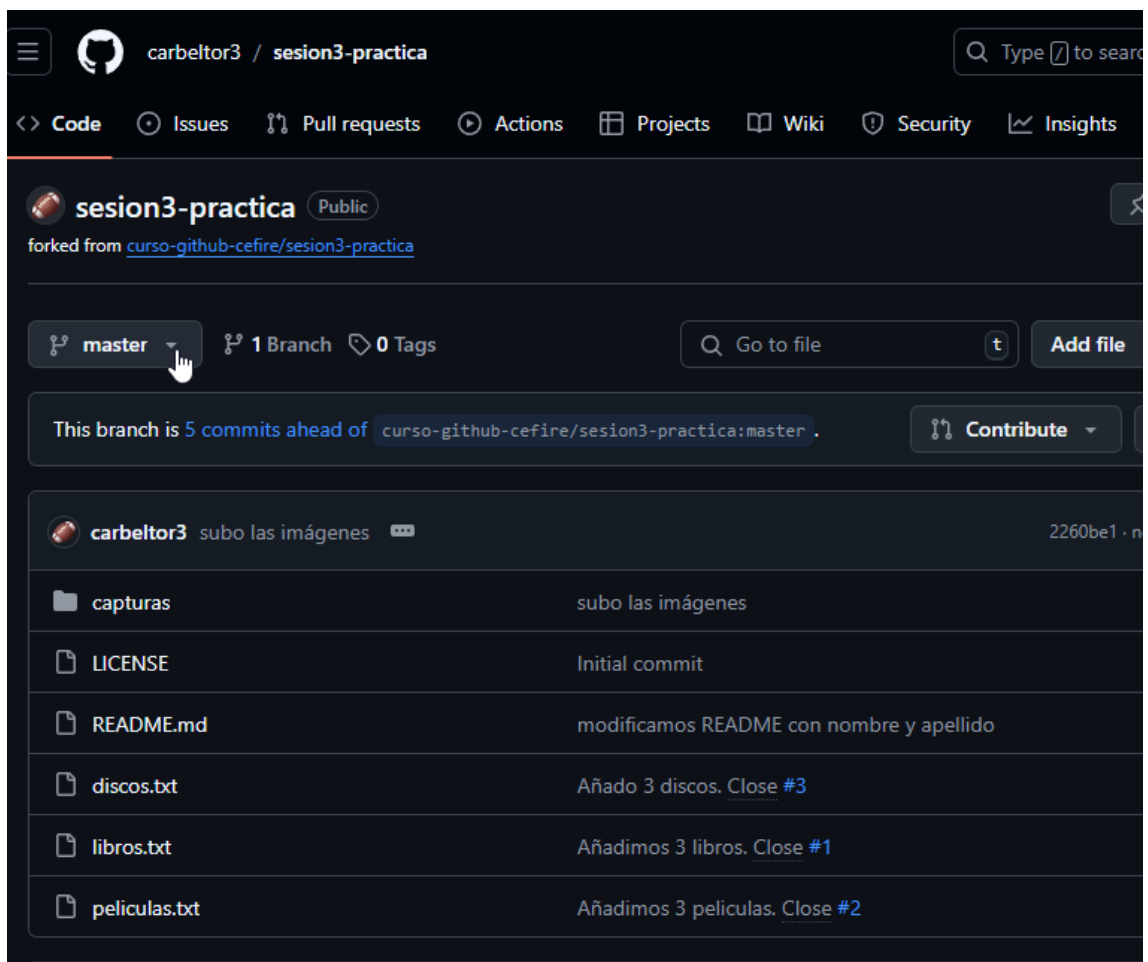 carbeltor3 / sesion3-practica Type / to searc
Code Issues Pull requests Actions Projects Wiki Security Insights
sesion3-practica Public
forked from curso-github-cefire/sesion3-practica
master 1 Branch 0 Tags Go to file t Add file
This branch is 5 commits ahead of curso-github-cefire/sesion3-practica:master . Contribute
carbeltor3 subo las imágenes 2260be1 ·
capturas subo las imágenes
LICENSE Initial commit
README.md modificamos README con nombre y apellido
discos.txt Añado 3 discos. Close #3
libros.txt Añadimos 3 libros. Close #1
peliculas.txt Añadimos 3 peliculas. Close #2